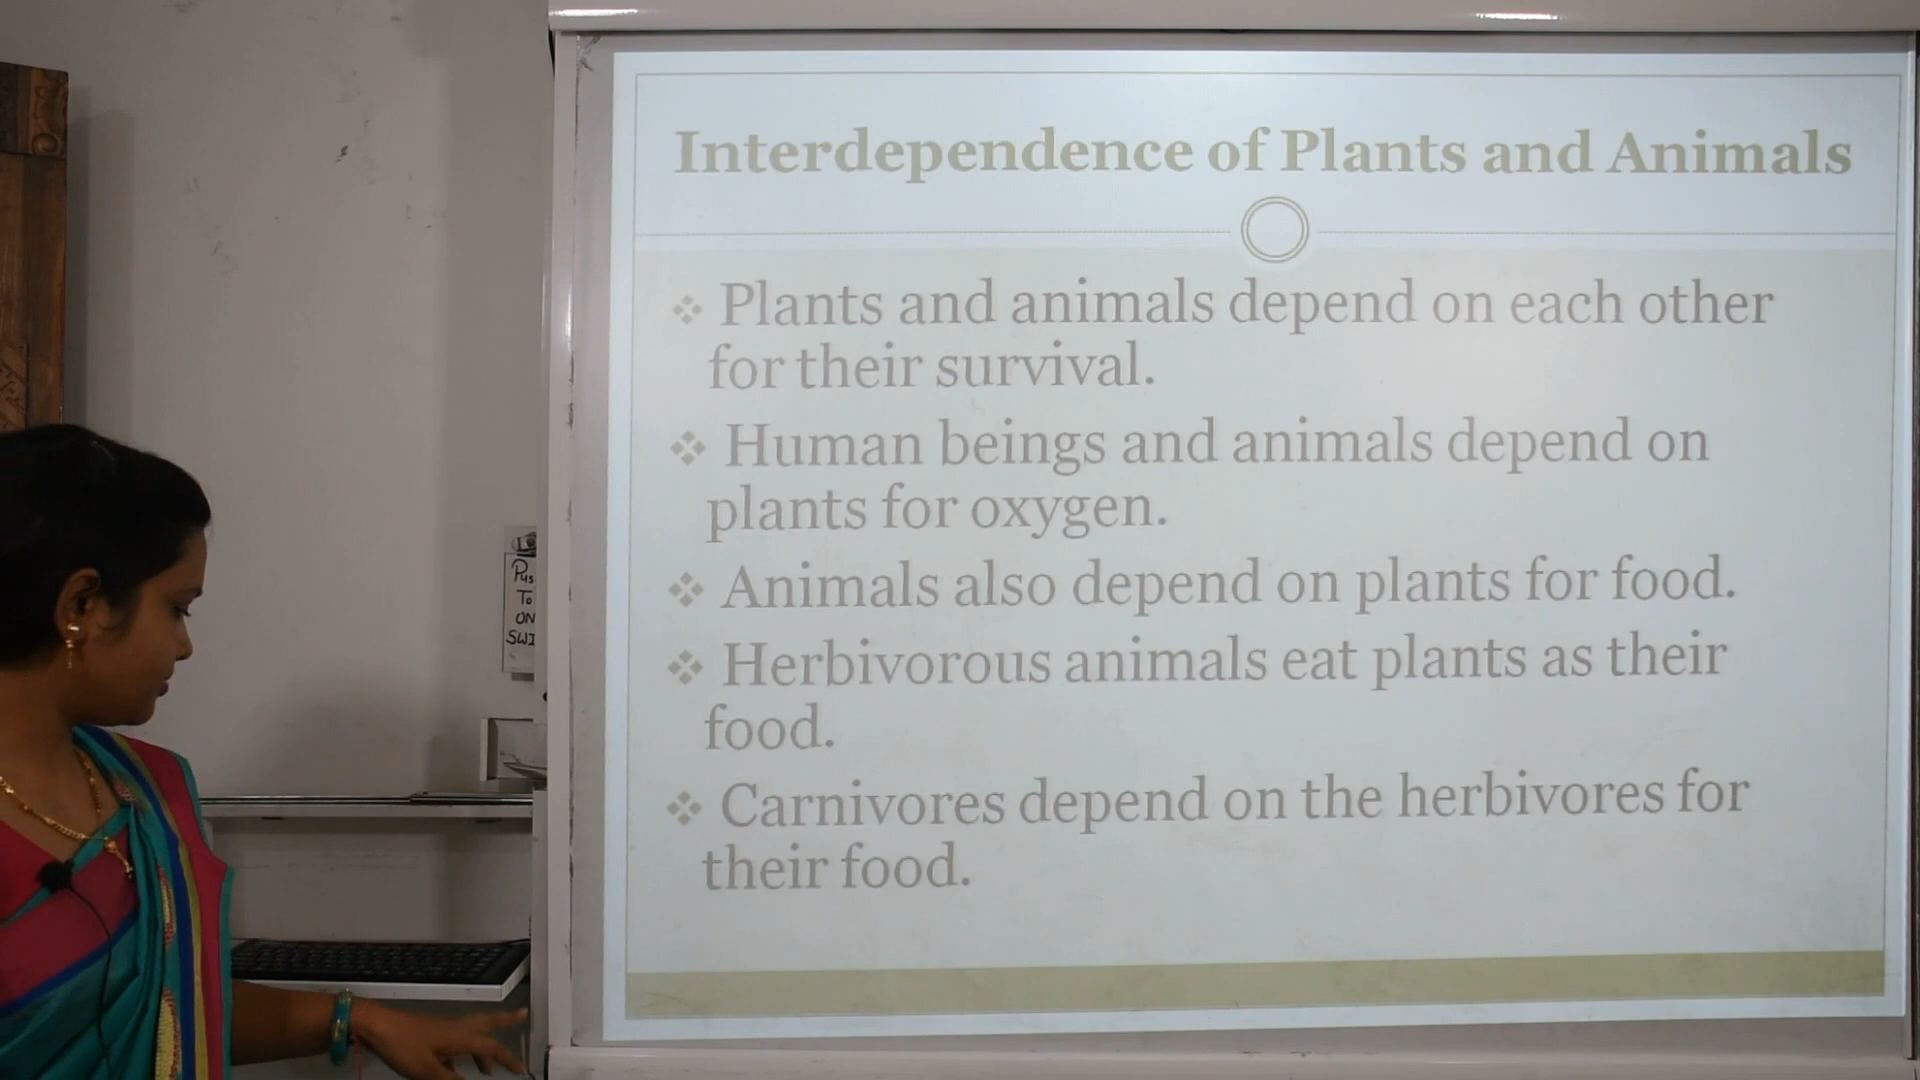 Interdependence of Plants and Animals
❖ Plants and animals depend on each other
for their survival.
❖ Human beings and animals depend on
plants for oxygen.
❖ Animals also depend on plants for food.
❖ Herbivorous animals eat plants as their
food.
❖ Carnivores depend on the herbivores for
their food.
To
ON